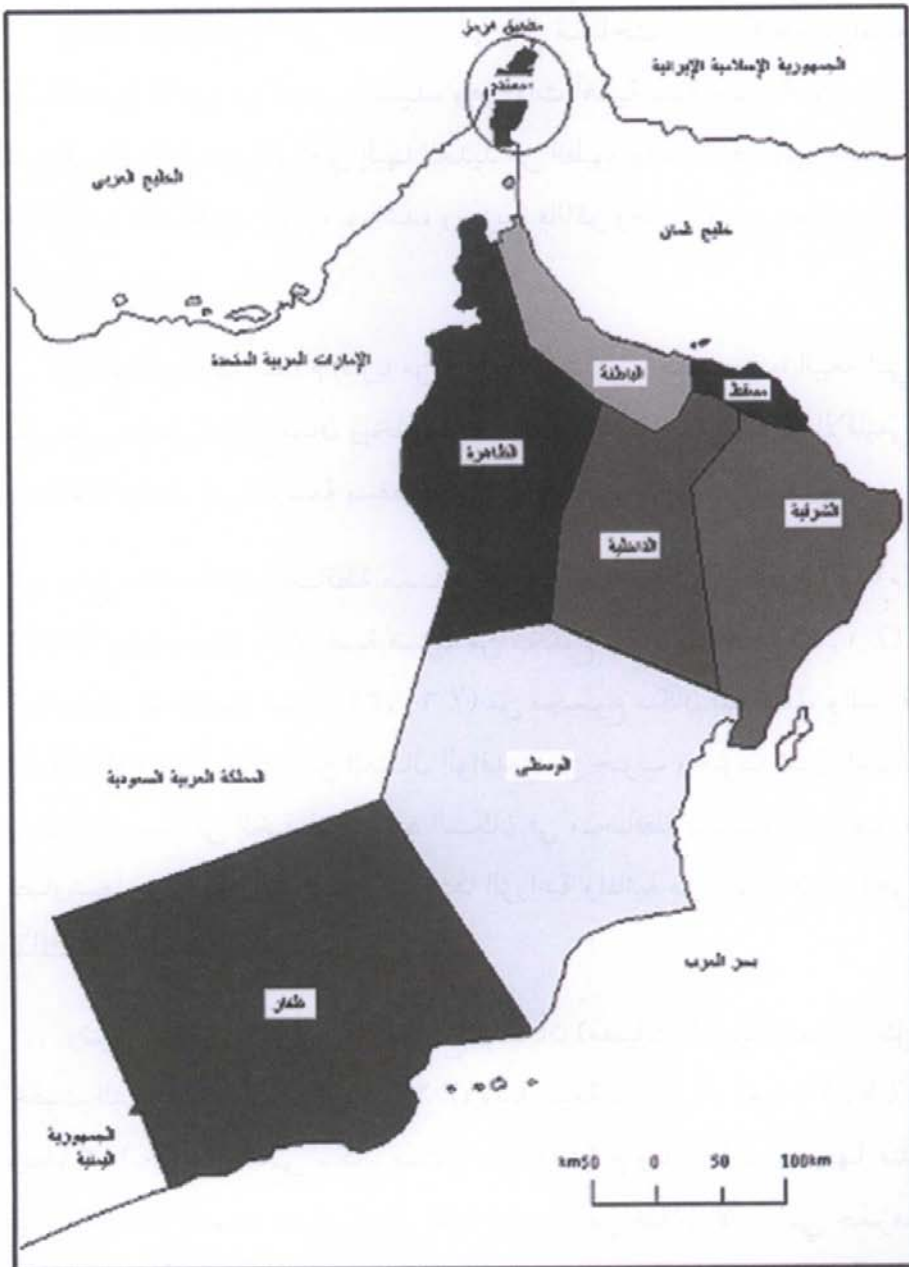 مضيق هرمز
الجمهورية الإسلامية الإيرانية
مسندم
الخليج العربي
خليج عُمان
الإمارات العربية المتحدة
الباطنة
مسقط
الظاهرة
الشرقية
الداخلية
الوسطى
المملكة العربية السعودية
بحر العرب
ظفار
الجمهورية
اليمنية
km50 0 50 100km